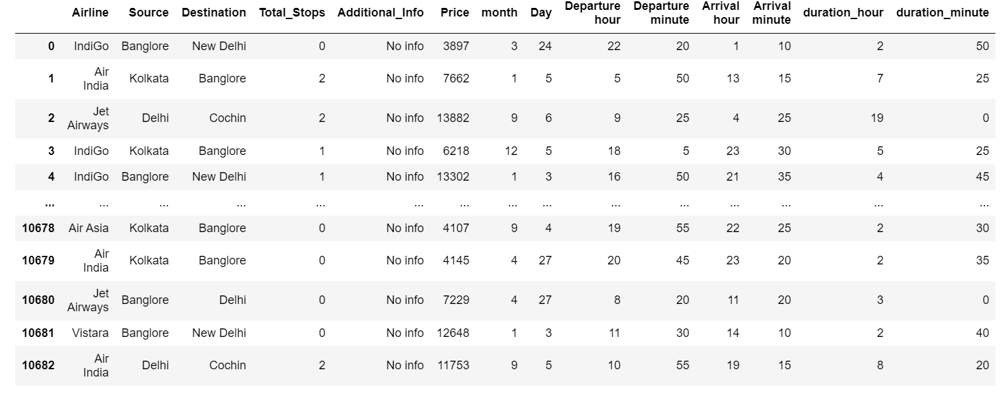 Airline Source Destination Total_Stops Additional_Info Price month Day Departure hour Departure minute Arrival hour Arrival minute duration_hour duration_minute
0 IndiGo Banglore New Delhi 0 No info 3897 3 24 22 20 1 10 2 50
1 Air India Kolkata Banglore 2 No info 7662 1 5 5 50 13 15 7 25
2 Jet Airways Delhi Cochin 2 No info 13882 9 6 9 25 4 25 19 0
3 IndiGo Kolkata Banglore 1 No info 6218 12 5 18 5 23 30 5 25
4 IndiGo Banglore New Delhi 1 No info 13302 1 3 16 50 21 35 4 45
... ... ... ... ... ... ... ... ... ... ... ... ... ... ...
10678 Air Asia Kolkata Banglore 0 No info 4107 9 4 19 55 22 25 2 30
10679 Air India Kolkata Banglore 0 No info 4145 4 27 20 45 23 20 2 35
10680 Jet Airways Banglore Delhi 0 No info 7229 4 27 8 20 11 20 3 0
10681 Vistara Banglore New Delhi 0 No info 12648 1 3 11 30 14 10 2 40
10682 Air India Delhi Cochin 2 No info 11753 9 5 10 55 19 15 8 20